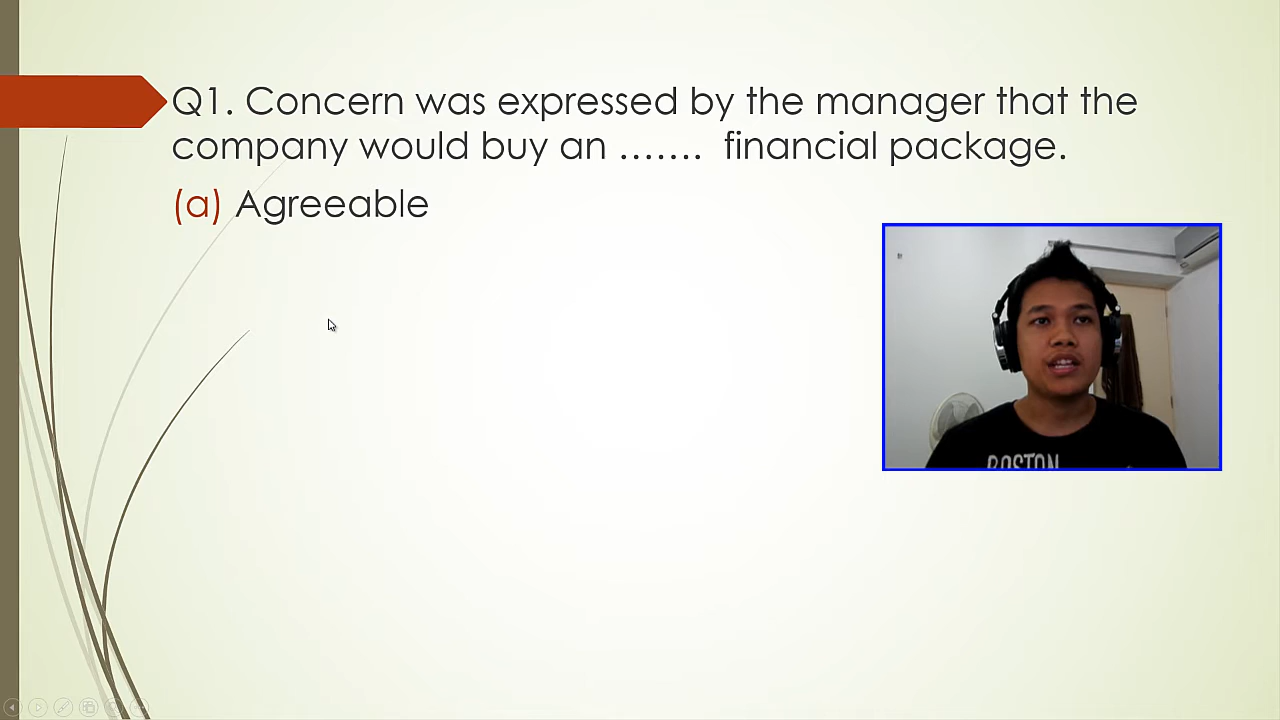 Q1. Concern was expressed by the manager that the
company would buy an ....... financial package.
(a) Agreeable
BOSTON